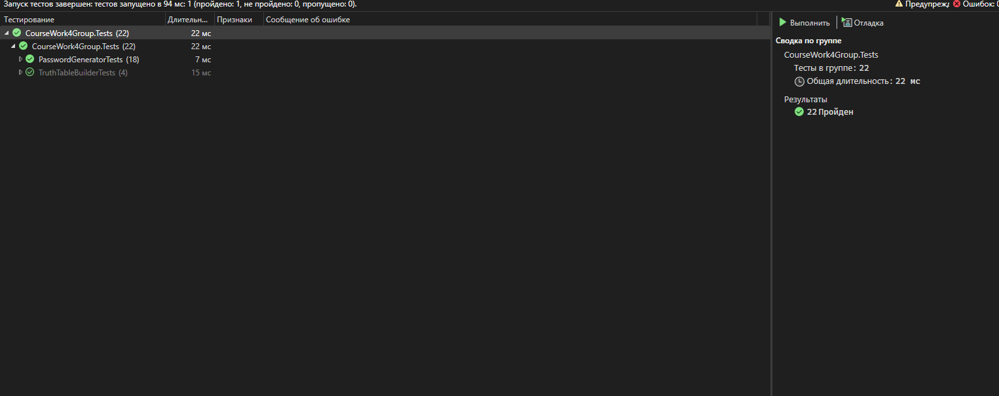 Запуск тестов завершен: тестов запущено в 94 мс: 1 (пройдено: 1, не пройдено: 0, пропущено: 0).
Предупрежд Ошибок: 0
Тестирование Длительн... Признаки Сообщение об ошибке
CourseWork4Group.Tests (22) 22 мс
CourseWork4Group.Tests (22) 22 мс
PasswordGeneratorTests (18) 7 мс
TruthTableBuilderTests (4) 15 мс
Выполнить Отладка
Сводка по группе
CourseWork4Group.Tests
Тесты в группе: 22
Общая длительность: 22 мс
Результаты
22 Пройден